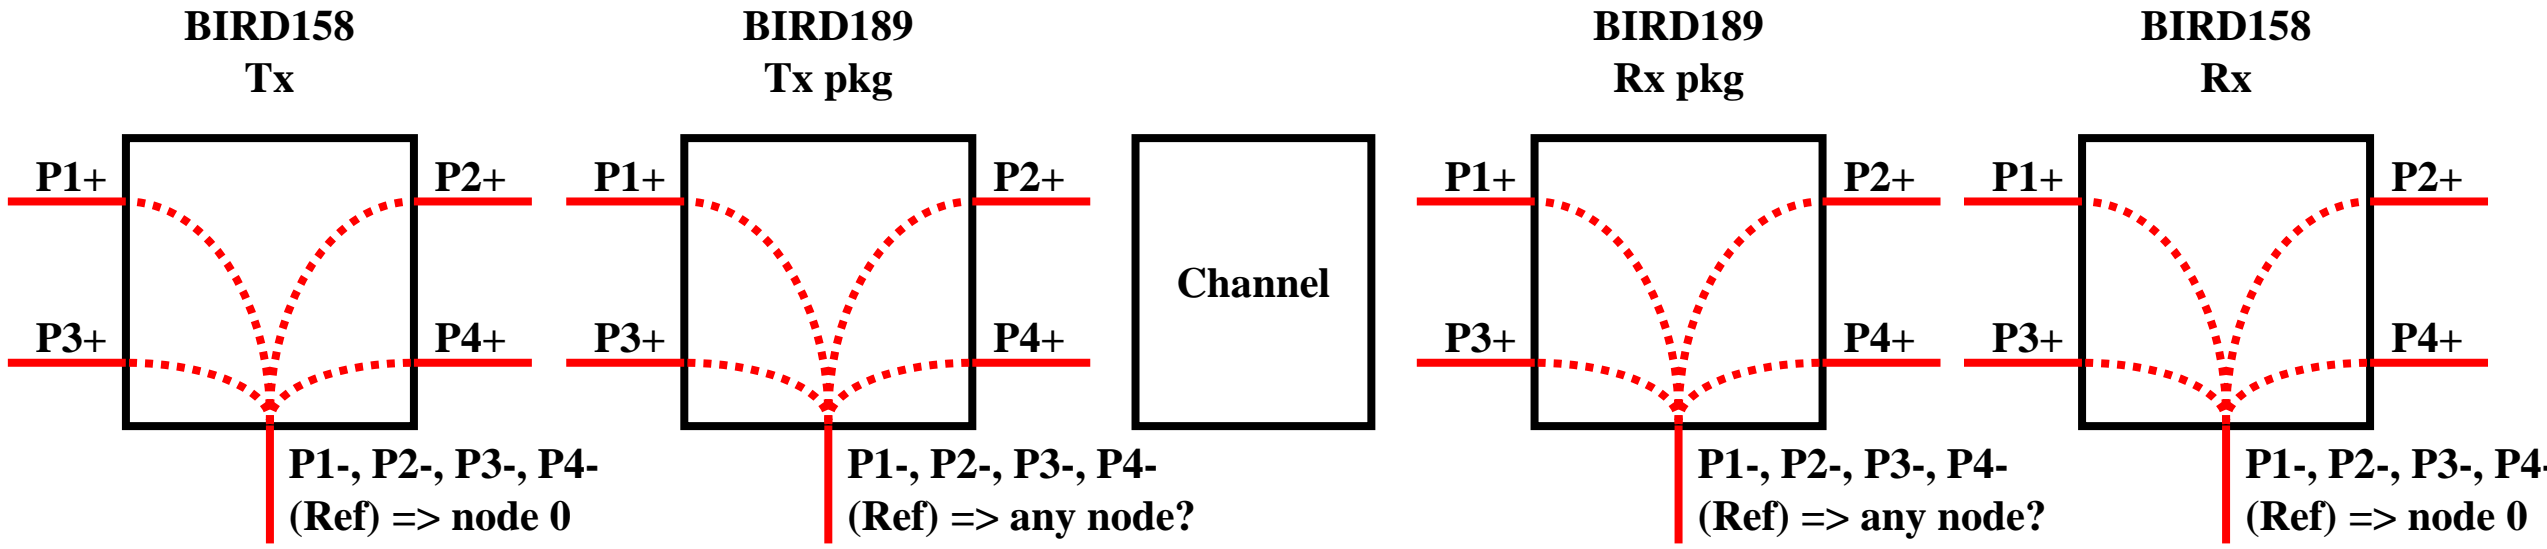 BIRD158
Tx
BIRD189
Tx pkg
BIRD189
Rx pkg
BIRD158
Rx
P1+
P2+
P3+
P4+
P1-, P2-, P3-, P4-
(Ref) => node 0
P1+
P2+
P3+
P4+
P1-, P2-, P3-, P4-
(Ref) => any node?
Channel
P1+
P2+
P3+
P4+
P1-, P2-, P3-, P4-
(Ref) => any node?
P1+
P2+
P3+
P4+
P1-, P2-, P3-, P4-
(Ref) => node 0